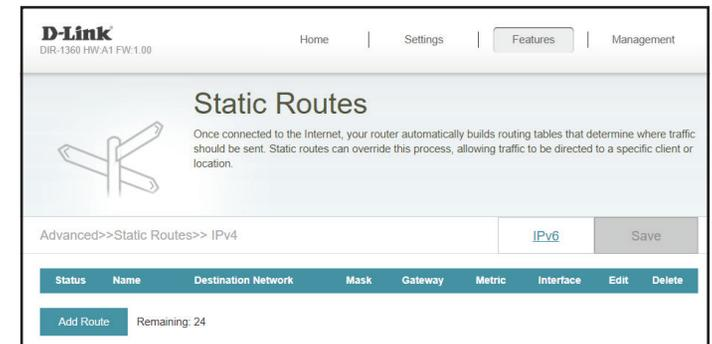 D-Link
DIR-1360 HW:A1 FW:1.00
Home | Settings | Features | Management
Static Routes
Once connected to the Internet, your router automatically builds routing tables that determine where traffic
should be sent. Static routes can override this process, allowing traffic to be directed to a specific client or
location.
Advanced>>Static Routes>> IPv4
IPv6
Save
Status Name Destination Network Mask Gateway Metric Interface Edit Delete
Add Route Remaining: 24